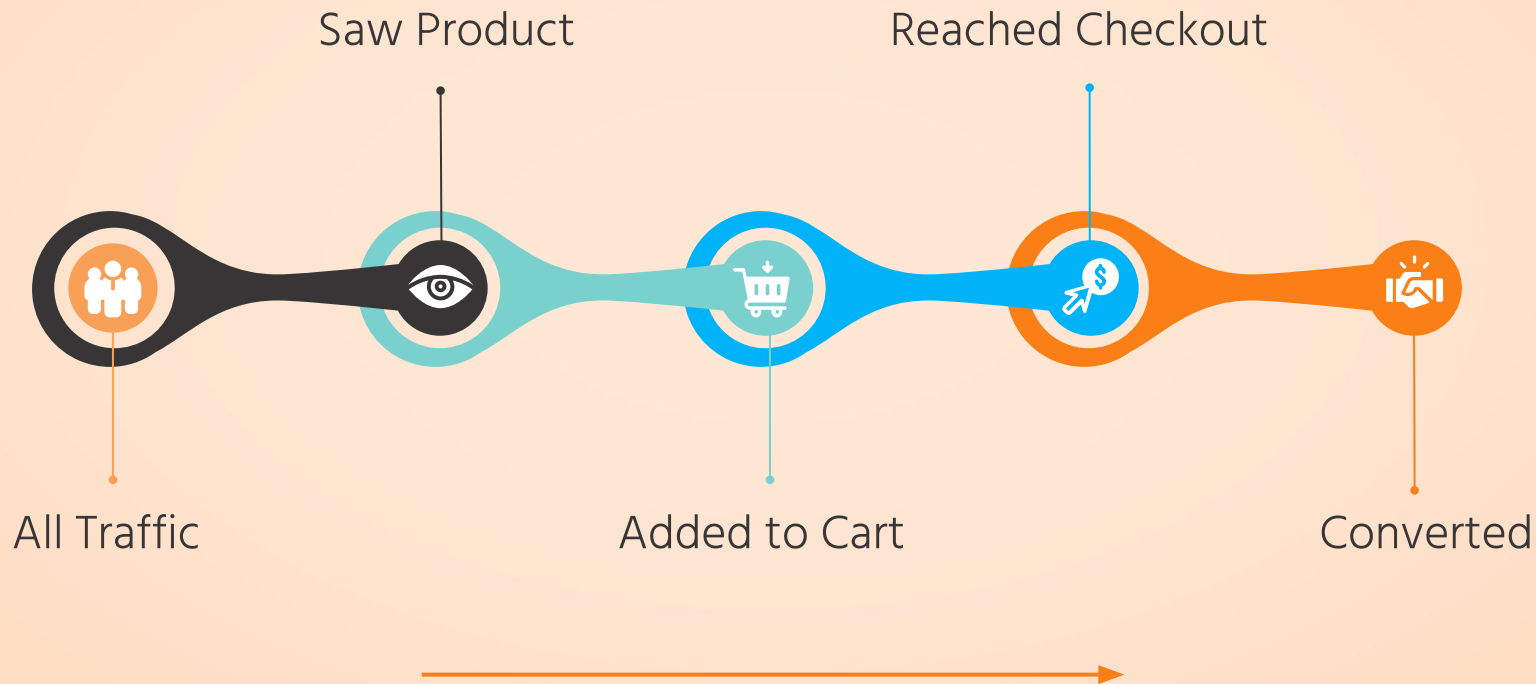 Saw Product
Reached Checkout
$
All Traffic
Added to Cart
Converted